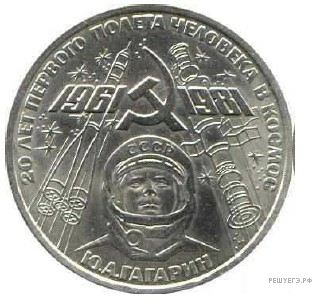 20 ЛЕТ ПЕРВОГО ПОЛЕТА ЧЕЛОВЕКА В КОСМОС
1961 1981
СССР
Ю.А.ГАГАРИН
РЕШУЕГЭ.РФ